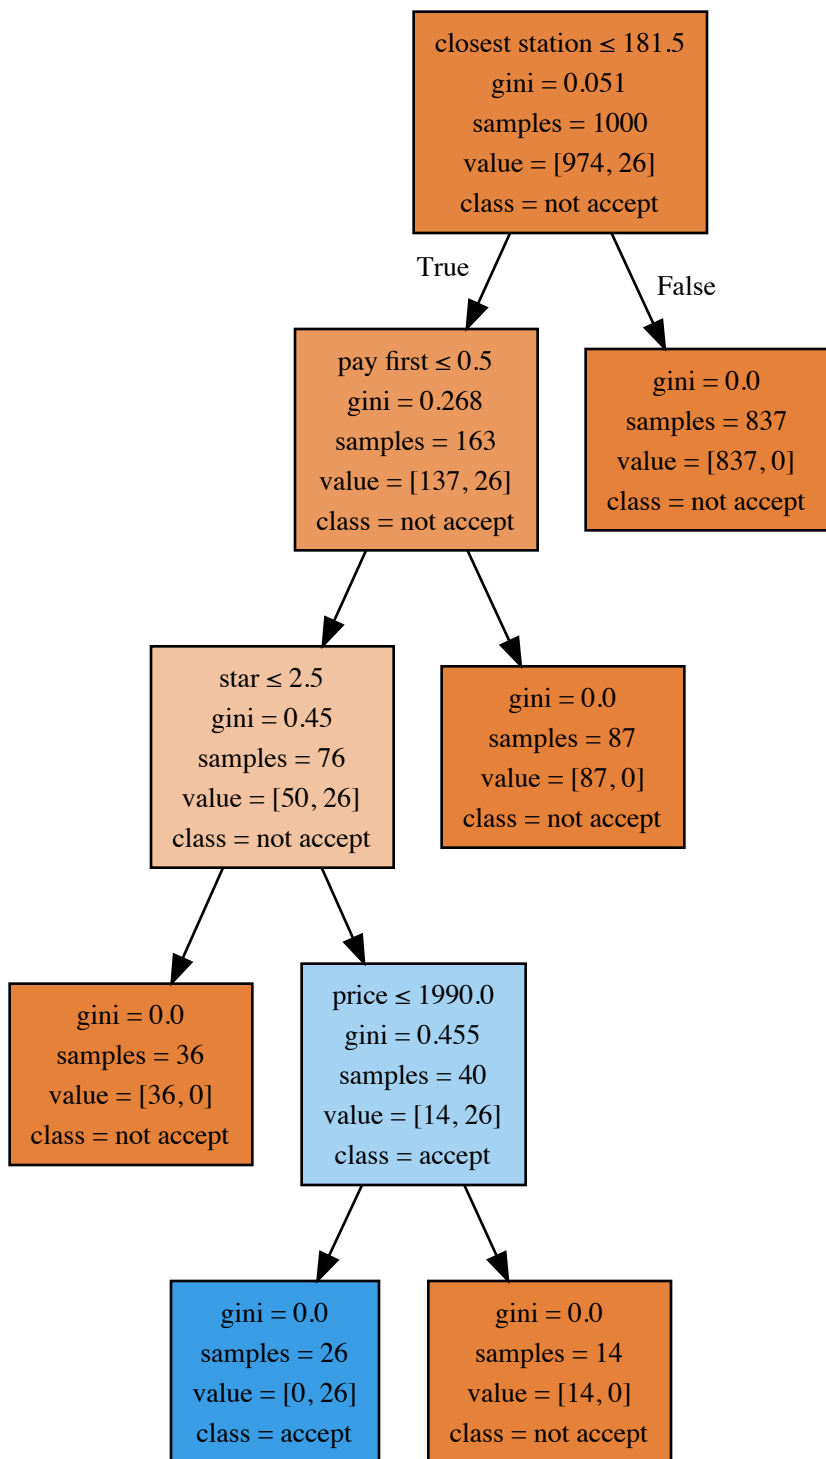 closest station ≤ 181.5
gini = 0.051
samples = 1000
value = [974, 26]
class = not accept
True
False
pay first ≤ 0.5
gini = 0.268
samples = 163
value = [137, 26]
class = not accept
gini = 0.0
samples = 837
value = [837, 0]
class = not accept
star ≤ 2.5
gini = 0.45
samples = 76
value = [50, 26]
class = not accept
gini = 0.0
samples = 87
value = [87, 0]
class = not accept
gini = 0.0
samples = 36
value = [36, 0]
class = not accept
price ≤ 1990.0
gini = 0.455
samples = 40
value = [14, 26]
class = accept
gini = 0.0
samples = 26
value = [0, 26]
class = accept
gini = 0.0
samples = 14
value = [14, 0]
class = not accept